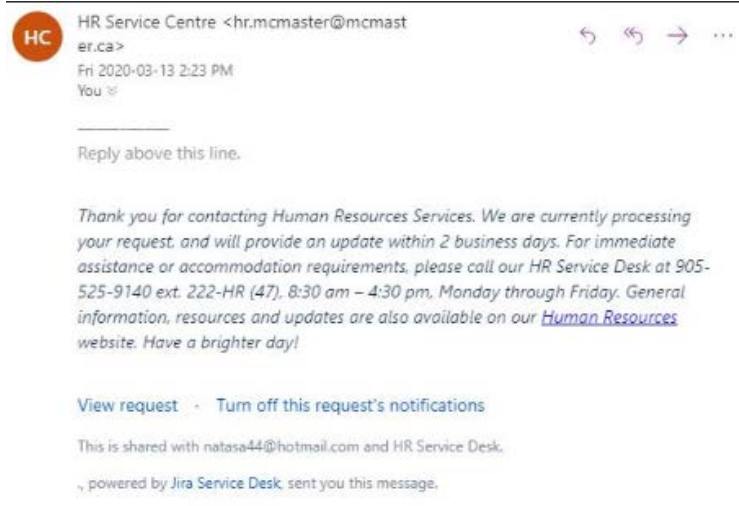 HC
HR Service Centre <hr.mcmaster@mcmast
er.ca>
Fri 2020-03-13 2:23 PM
You
Reply above this line.
Thank you for contacting Human Resources Services. We are currently processing
your request, and will provide an update within 2 business days. For immediate
assistance or accommodation requirements, please call our HR Service Desk at 905-
525-9140 ext. 222-HR (47), 8:30 am – 4:30 pm, Monday through Friday. General
information, resources and updates are also available on our Human Resources
website. Have a brighter day!
View request · Turn off this request's notifications
This is shared with natasa44@hotmail.com and HR Service Desk.
., powered by Jira Service Desk, sent you this message.